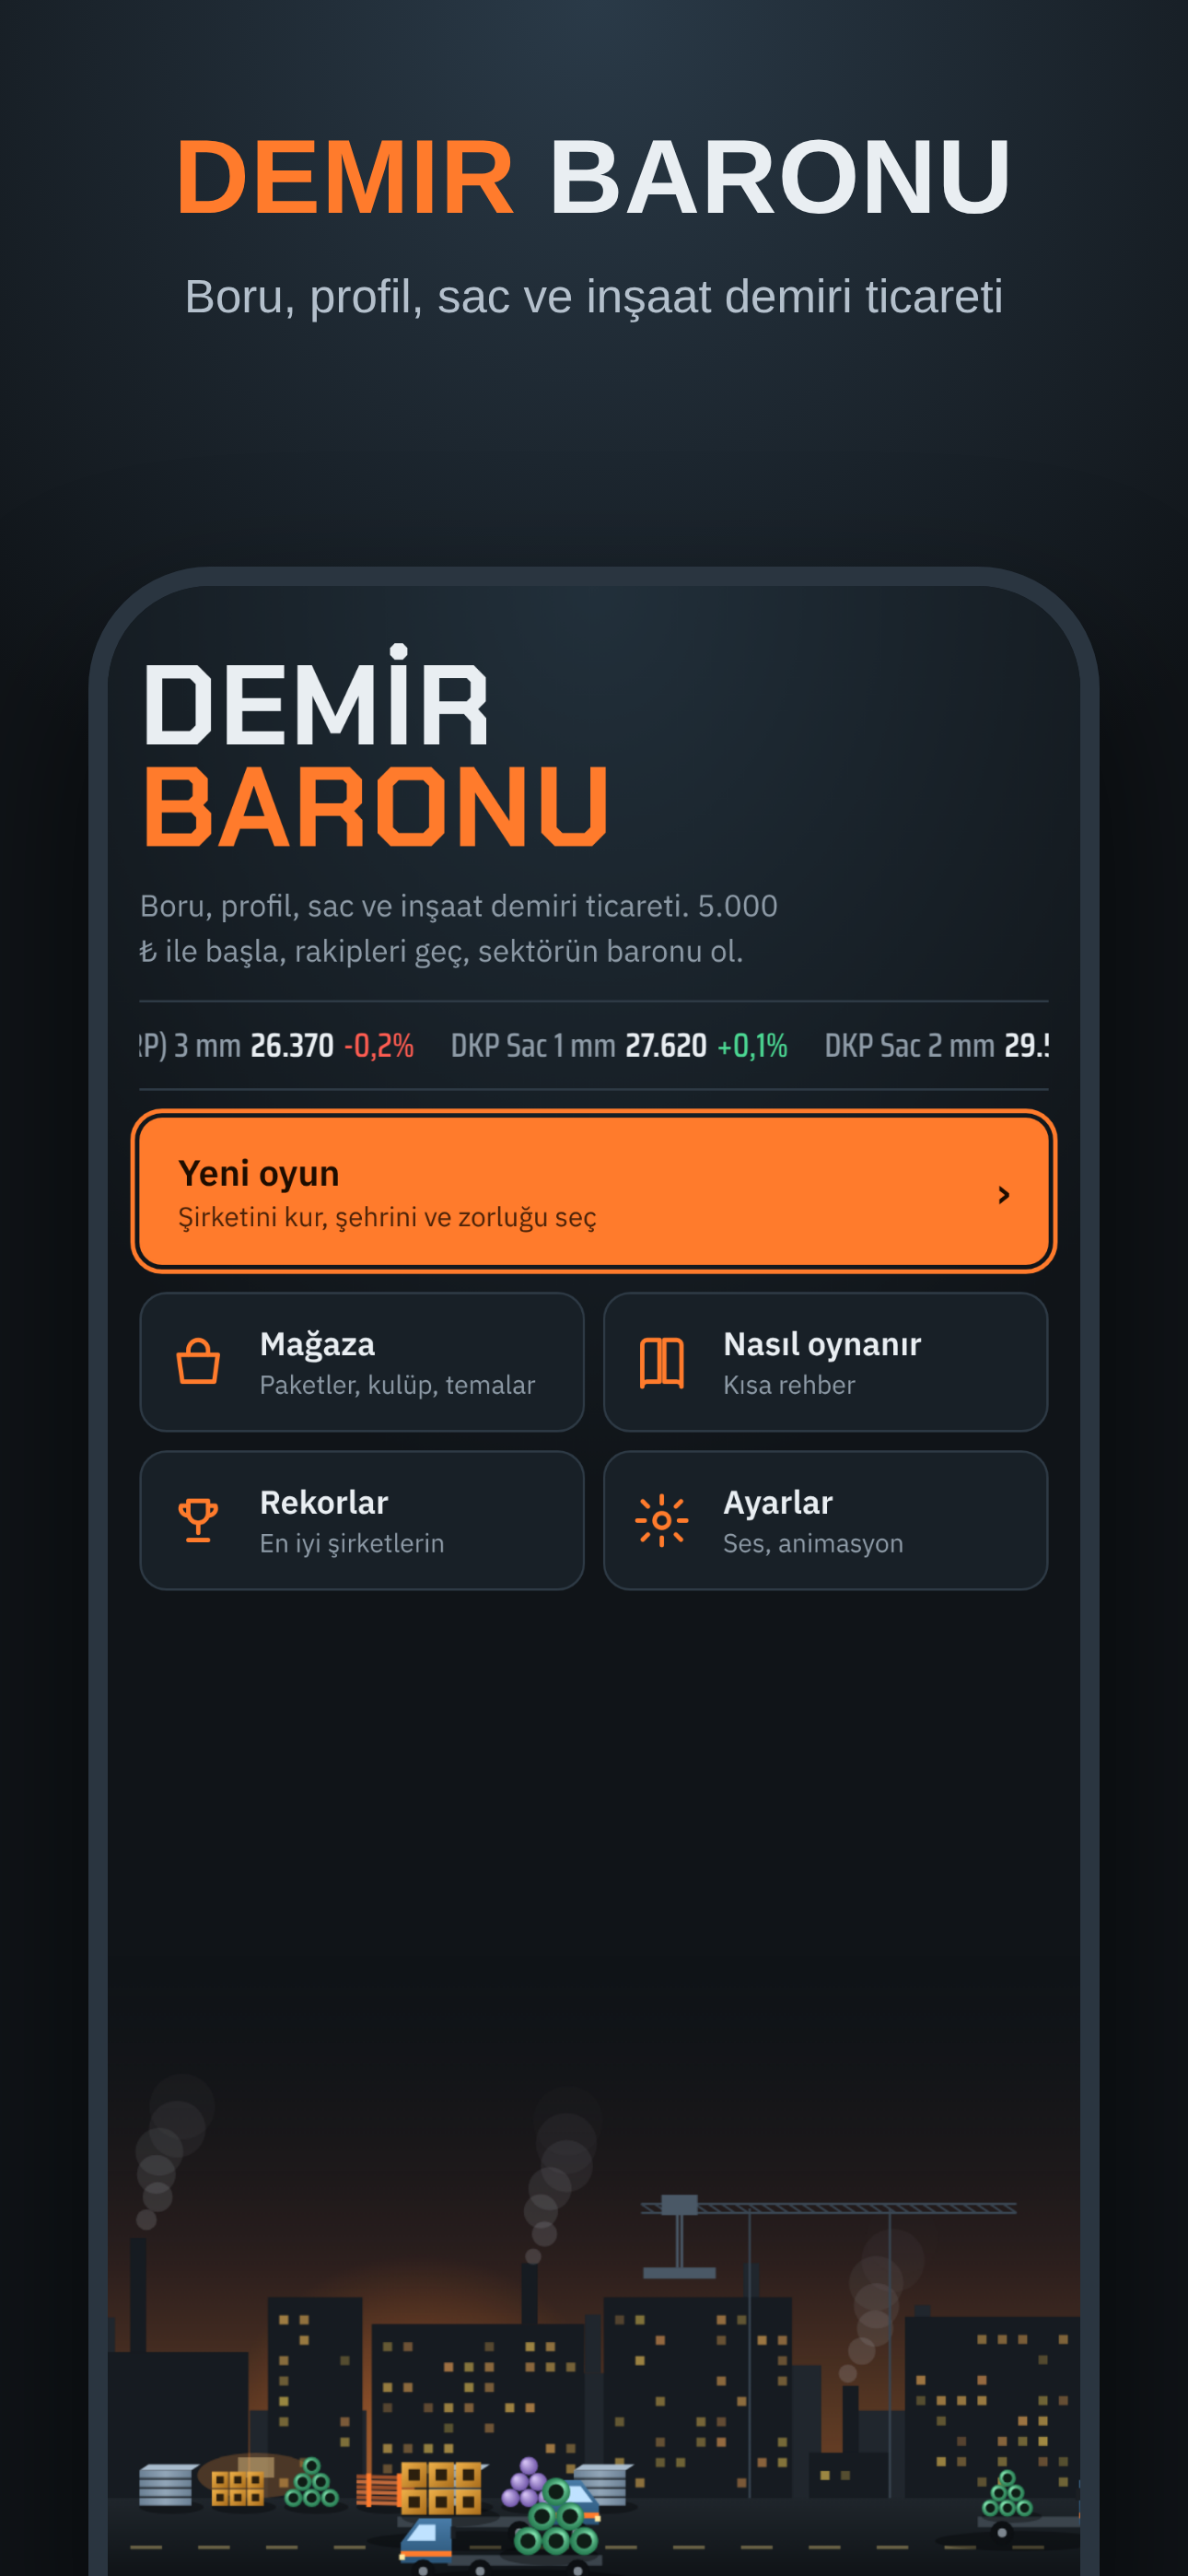 DEMIR BARONU
Boru, profil, sac ve inşaat demiri ticareti
DEMİR
BARONU
Boru, profil, sac ve inşaat demiri ticareti. 5.000
₺ ile başla, rakipleri geç, sektörün baronu ol.
3 mm 26.370 -0,2% DKP Sac 1 mm 27.620 +0,1% DKP Sac 2 mm
Yeni oyun
Şirketini kur, şehrini ve zorluğu seç
›
Mağaza
Paketler, kulüp, temalar
Nasıl oynanır
Kısa rehber
Rekorlar
En iyi şirketlerin
Ayarlar
Ses, animasyon